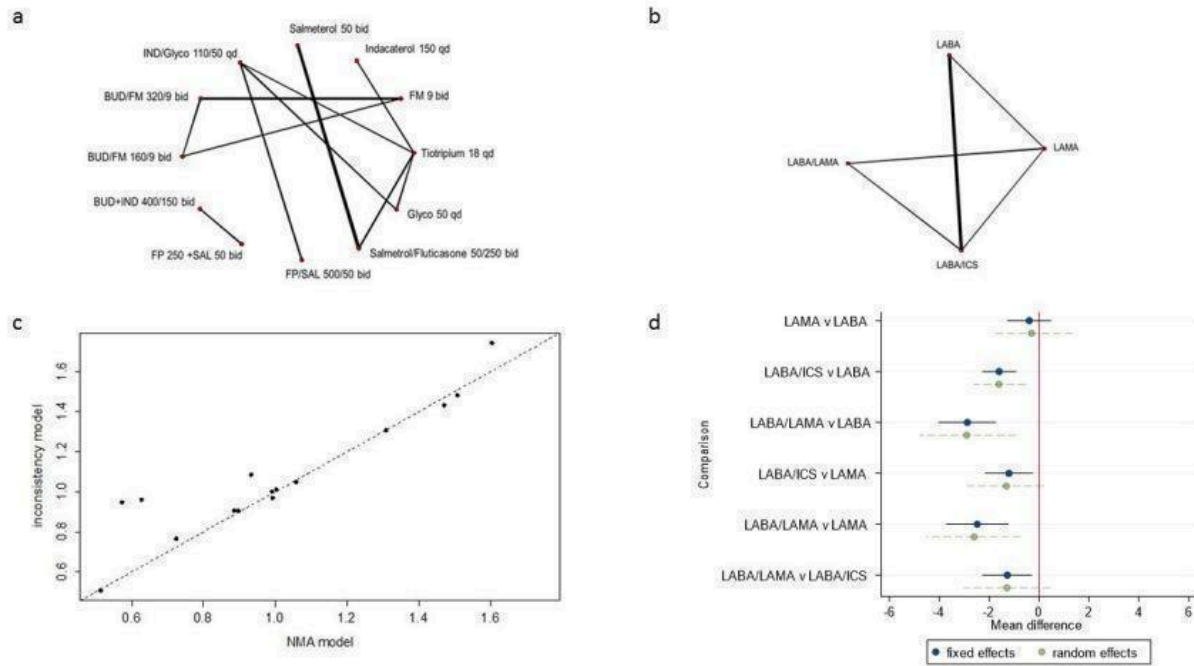 a
Salmeterol 50 bid
IND/Glyco 110/50 qd
Indacaterol 150 qd
BUD/FM 320/9 bid
FM 9 bid
BUD/FM 160/9 bid
Tiotripium 18 qd
BUD+IND 400/150 bid
Glyco 50 qd
FP 250 +SAL 50 bid
Salmetrol/Fluticasone 50/250 bid
FP/SAL 500/50 bid
b
LABA
LAMA
LABA/LAMA
LABA/ICS
c
inconsistency model
1.6
1.4
1.2
1.0
0.8
0.6
0.6 0.8 1.0 1.2 1.4 1.6
NMA model
d
Comparison
LAMA v LABA
LABA/ICS v LABA
LABA/LAMA v LABA
LABA/ICS v LAMA
LABA/LAMA v LAMA
LABA/LAMA v LABA/ICS
-6 -4 -2 0 2 4 6
Mean difference
fixed effects random effects